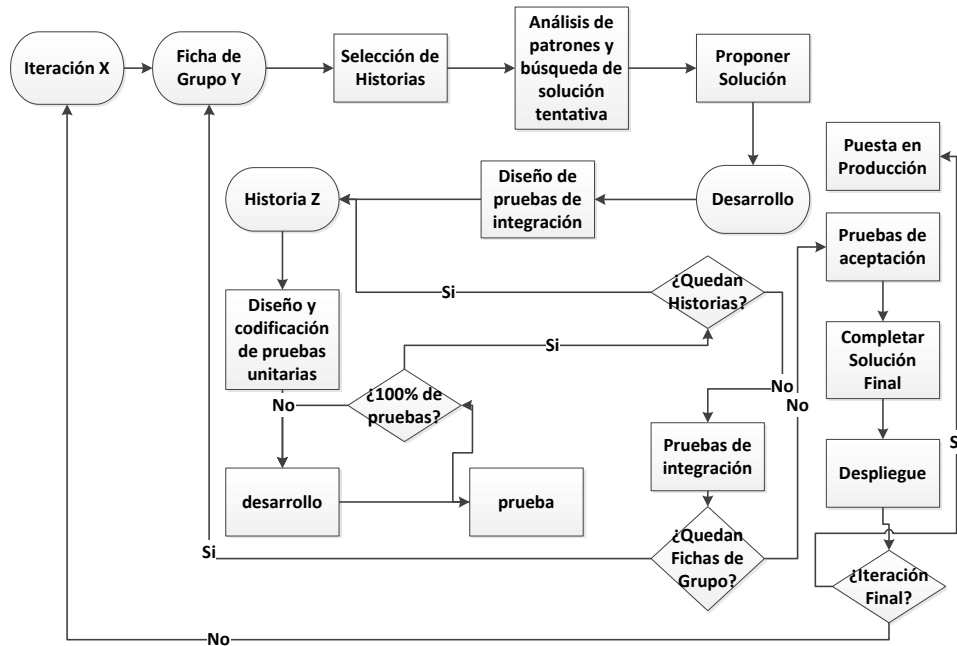 Iteración X
Ficha de
Grupo Y
Selección de
Historias
Análisis de
patrones y
búsqueda de
solución
tentativa
Proponer
Solución
Puesta en
Producción
Historia Z
Diseño de
pruebas de
integración
Desarrollo
Pruebas de
aceptación
¿Quedan
Historias?
Si
Diseño y
codificación
de pruebas
unitarias
Si
Completar
Solución
Final
¿100% de
pruebas?
No
No
No
Pruebas de
integración
Si
Despliegue
desarrollo
prueba
¿Quedan
Fichas de
Grupo?
Si
¿Iteración
Final?
No